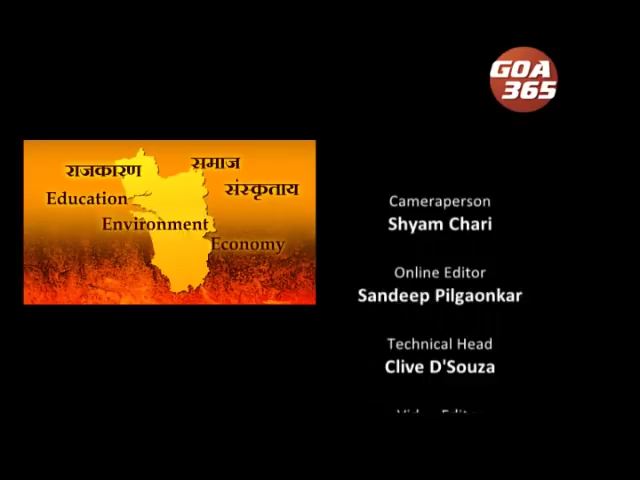 GOA
365
राजकारण
समाज
संस्कृताय
Education
Environment
Economy
Cameraperson
Shyam Chari
Online Editor
Sandeep Pilgaonkar
Technical Head
Clive D'Souza